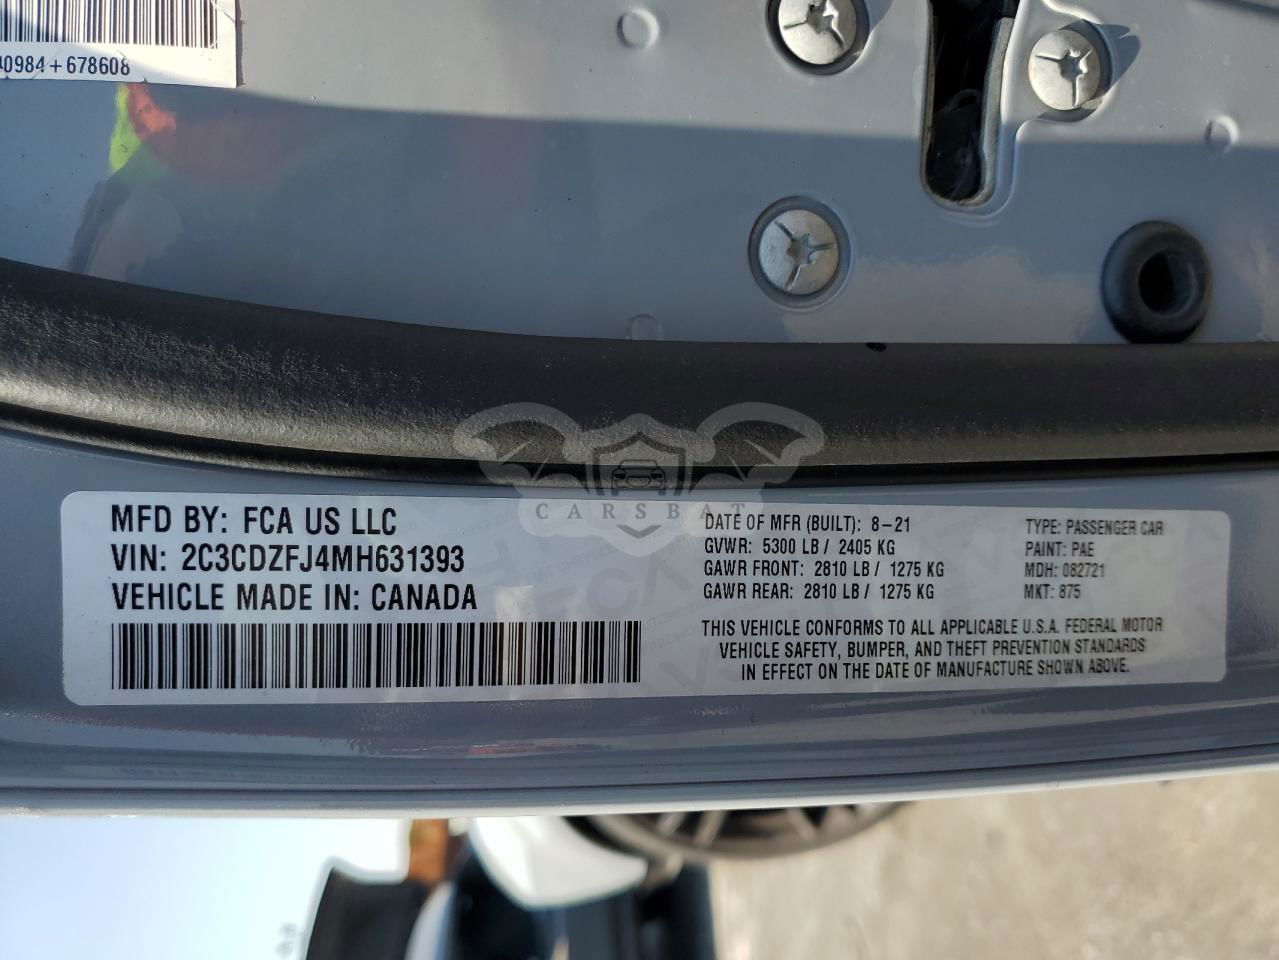 40984+678608
CARSBAT
MFD BY: FCA US LLC
VIN: 2C3CDZFJ4MH631393
VEHICLE MADE IN: CANADA
DATE OF MFR (BUILT): 8-21
GVWR: 5300 LB / 2405 KG
GAWR FRONT: 2810 LB / 1275 KG
GAWR REAR: 2810 LB / 1275 KG
TYPE: PASSENGER CAR
PAINT: PAE
MDH: 082721
MKT: 875
THIS VEHICLE CONFORMS TO ALL APPLICABLE U.S.A. FEDERAL MOTOR
VEHICLE SAFETY, BUMPER, AND THEFT PREVENTION STANDARDS
IN EFFECT ON THE DATE OF MANUFACTURE SHOWN ABOVE.